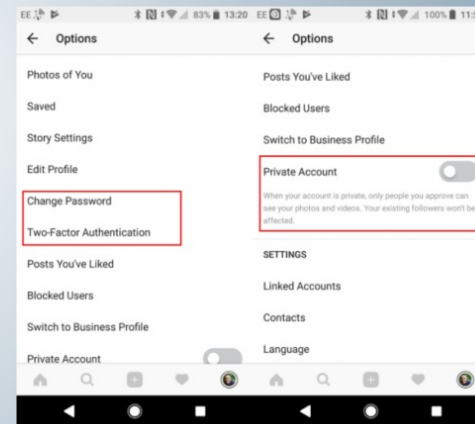 EE 83% 13:20
Options
Photos of You
Saved
Story Settings
Edit Profile
Change Password
Two-Factor Authentication
Posts You've Liked
Blocked Users
Switch to Business Profile
Private Account
EE 100%
Options
Posts You've Liked
Blocked Users
Switch to Business Profile
Private Account
When your account is private, only people you approve can
see your photos and videos. Your existing followers won't be
affected.
SETTINGS
Linked Accounts
Contacts
Language